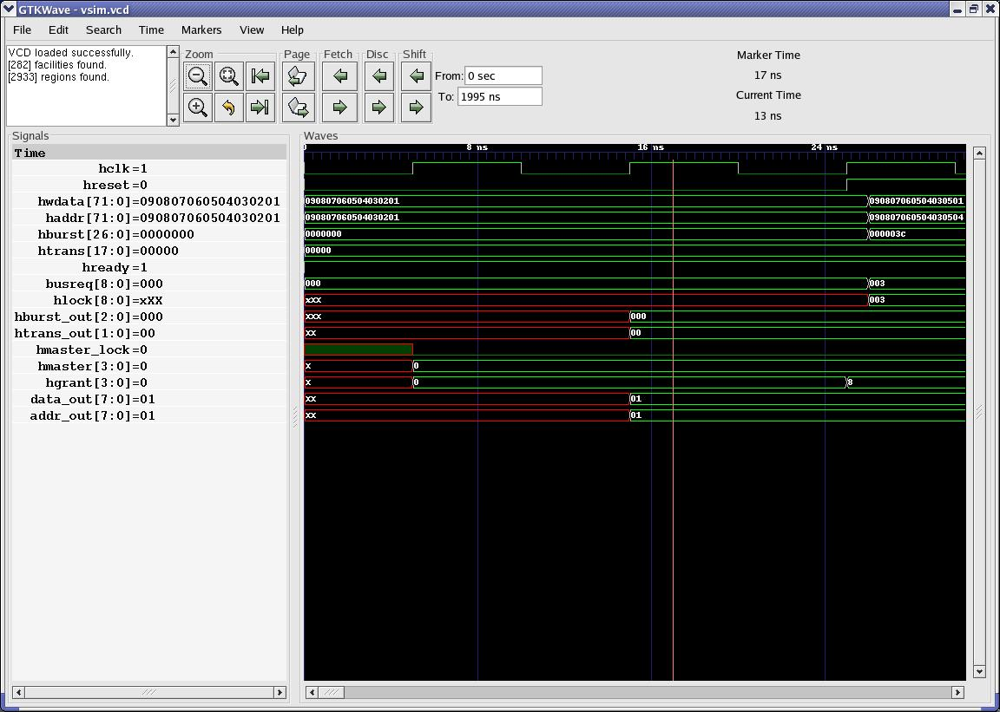 GTKWave - vsim.vcd
File Edit Search Time Markers View Help
VCD loaded successfully.
[282] facilities found.
[2933] regions found.
Zoom Page Fetch Disc Shift
From: 0 sec
To: 1995 ns
Marker Time
17 ns
Current Time
13 ns
Signals
Time
hclk =1
hreset =0
hwdata[71:0] =090807060504030201
haddr[71:0] =090807060504030201
hburst[26:0] =0000000
htrans[17:0] =00000
hready =1
busreq[8:0] =000
hlock[8:0] =xXX
hburst_out[2:0] =000
htrans_out[1:0] =00
hmaster_lock =0
hmaster[3:0] =0
hgrant[3:0] =0
data_out[7:0] =01
addr_out[7:0] =01
Waves
0 8 ns 16 ns 24 ns
090807060504030201 090807060504030501
090807060504030201 090807060504030504
0000000 000003c
00000
000 003
xXX 003
xxx 000
xx 00
x 0
x 0 8
xx 01
xx 01